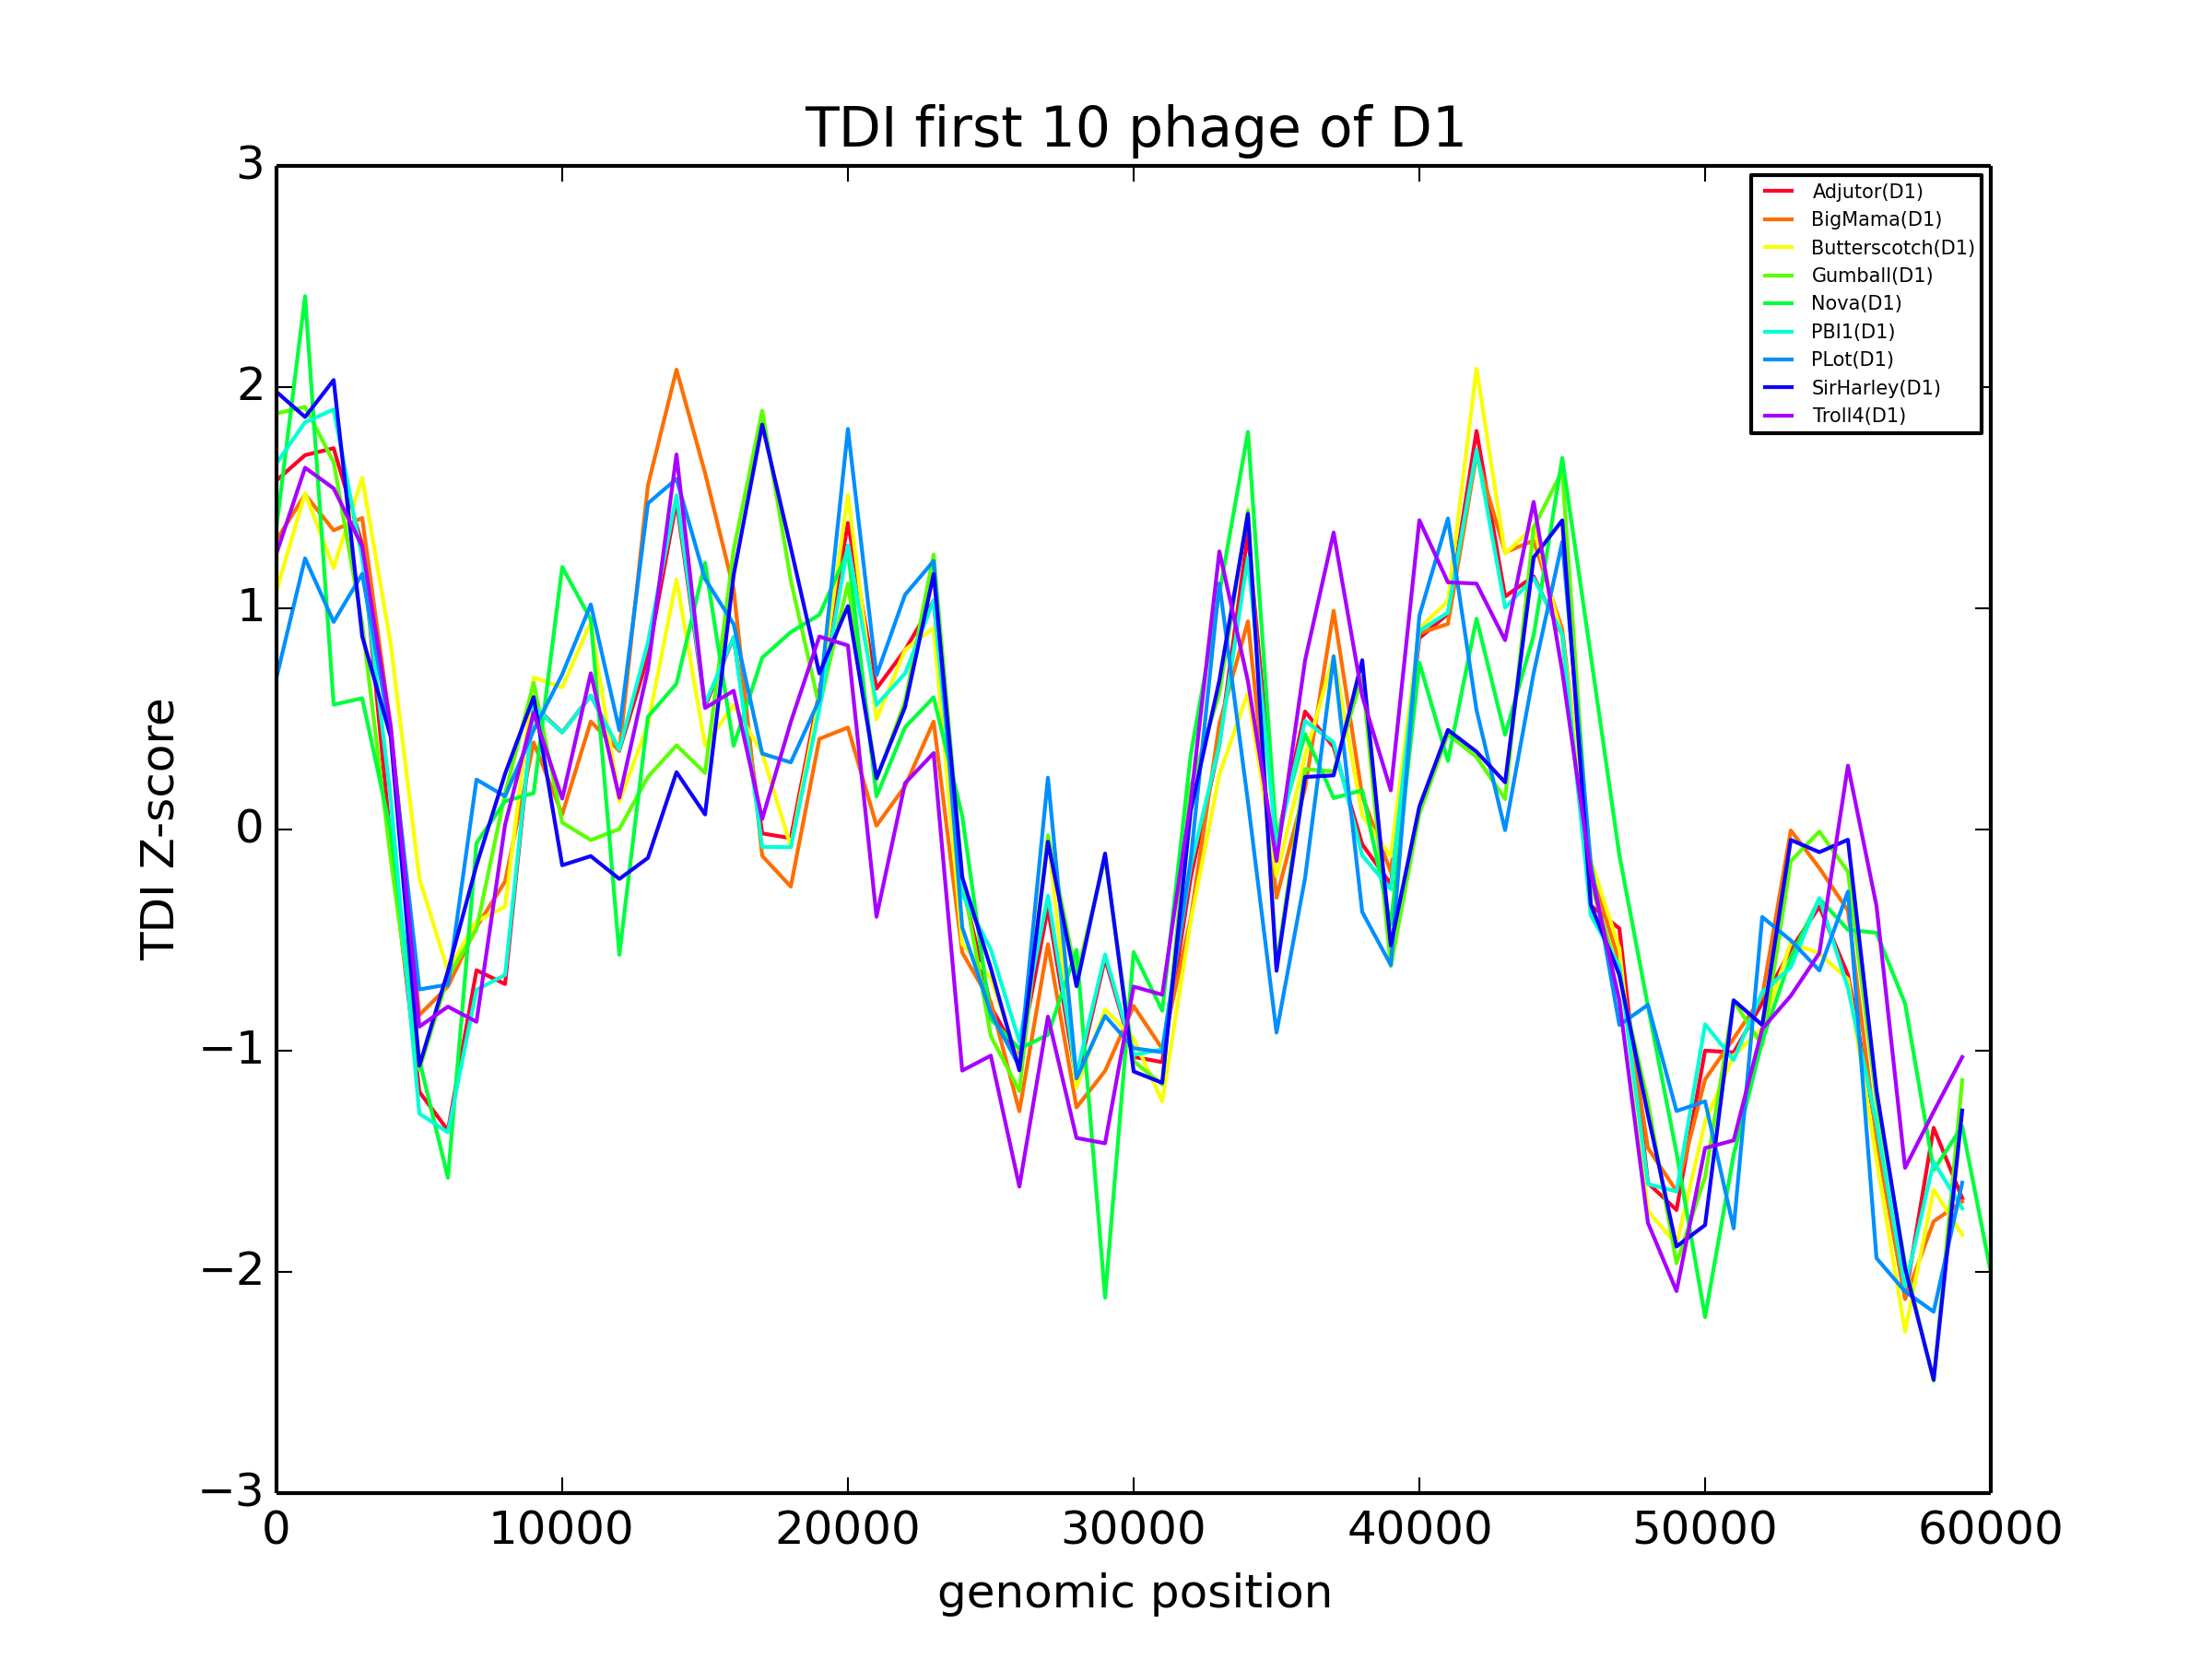 TDI first 10 phage of D1
3
2
1
0
−1
−2
−3
TDI Z-score
0 10000 20000 30000 40000 50000 60000
genomic position
Adjutor(D1)
BigMama(D1)
Butterscotch(D1)
Gumball(D1)
Nova(D1)
PBI1(D1)
PLot(D1)
SirHarley(D1)
Troll4(D1)